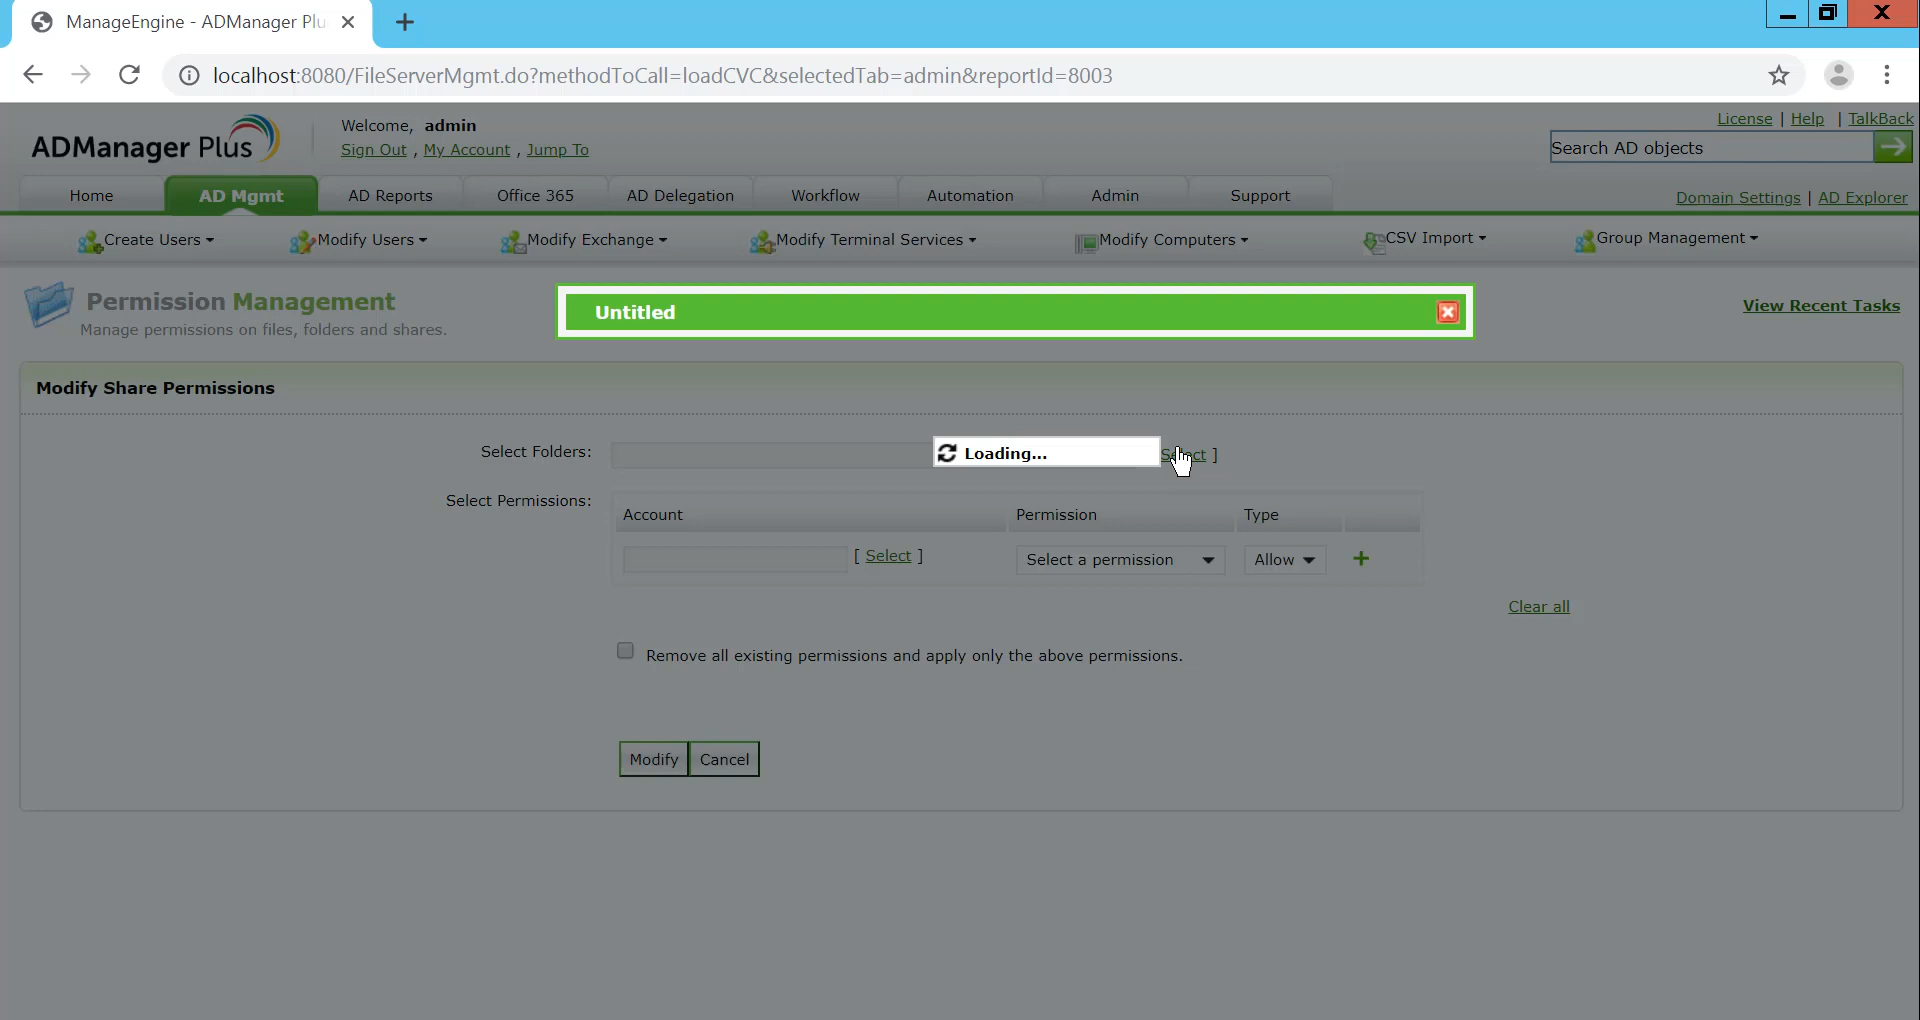 ManageEngine - ADManager Plu
localhost:8080/FileServerMgmt.do?methodToCall=loadCVC&selectedTab=admin&reportId=8003
ADManager Plus
Welcome, admin
Sign Out , My Account , Jump To
License | Help | TalkBack
Search AD objects
Home AD Mgmt AD Reports Office 365 AD Delegation Workflow Automation Admin Support
Domain Settings | AD Explorer
Create Users Modify Users Modify Exchange Modify Terminal Services Modify Computers CSV Import Group Management
Permission Management
Manage permissions on files, folders and shares.
Untitled
View Recent Tasks
Modify Share Permissions
Select Folders: Loading... Select ]
Select Permissions:
Account Permission Type
[ Select ] Select a permission Allow +
Clear all
Remove all existing permissions and apply only the above permissions.
Modify Cancel